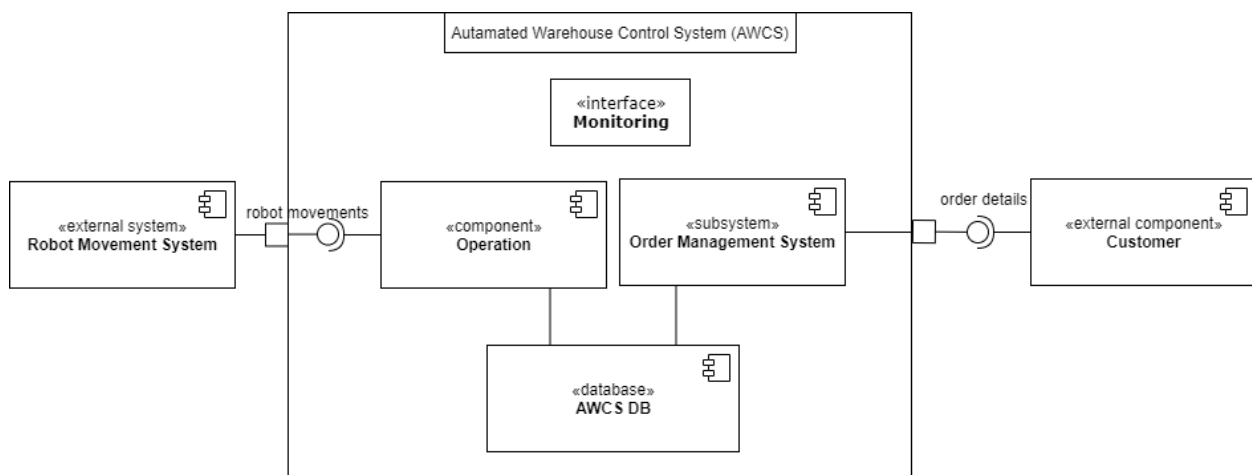 Autamated Warehouse Control System (AWCS)
«interface»
Monitoring
«external system»
Robot Movement System
robot movements
«component»
Operation
«subsystem»
Order Management System
order details
«external component»
Customer
«database»
AWCS DB